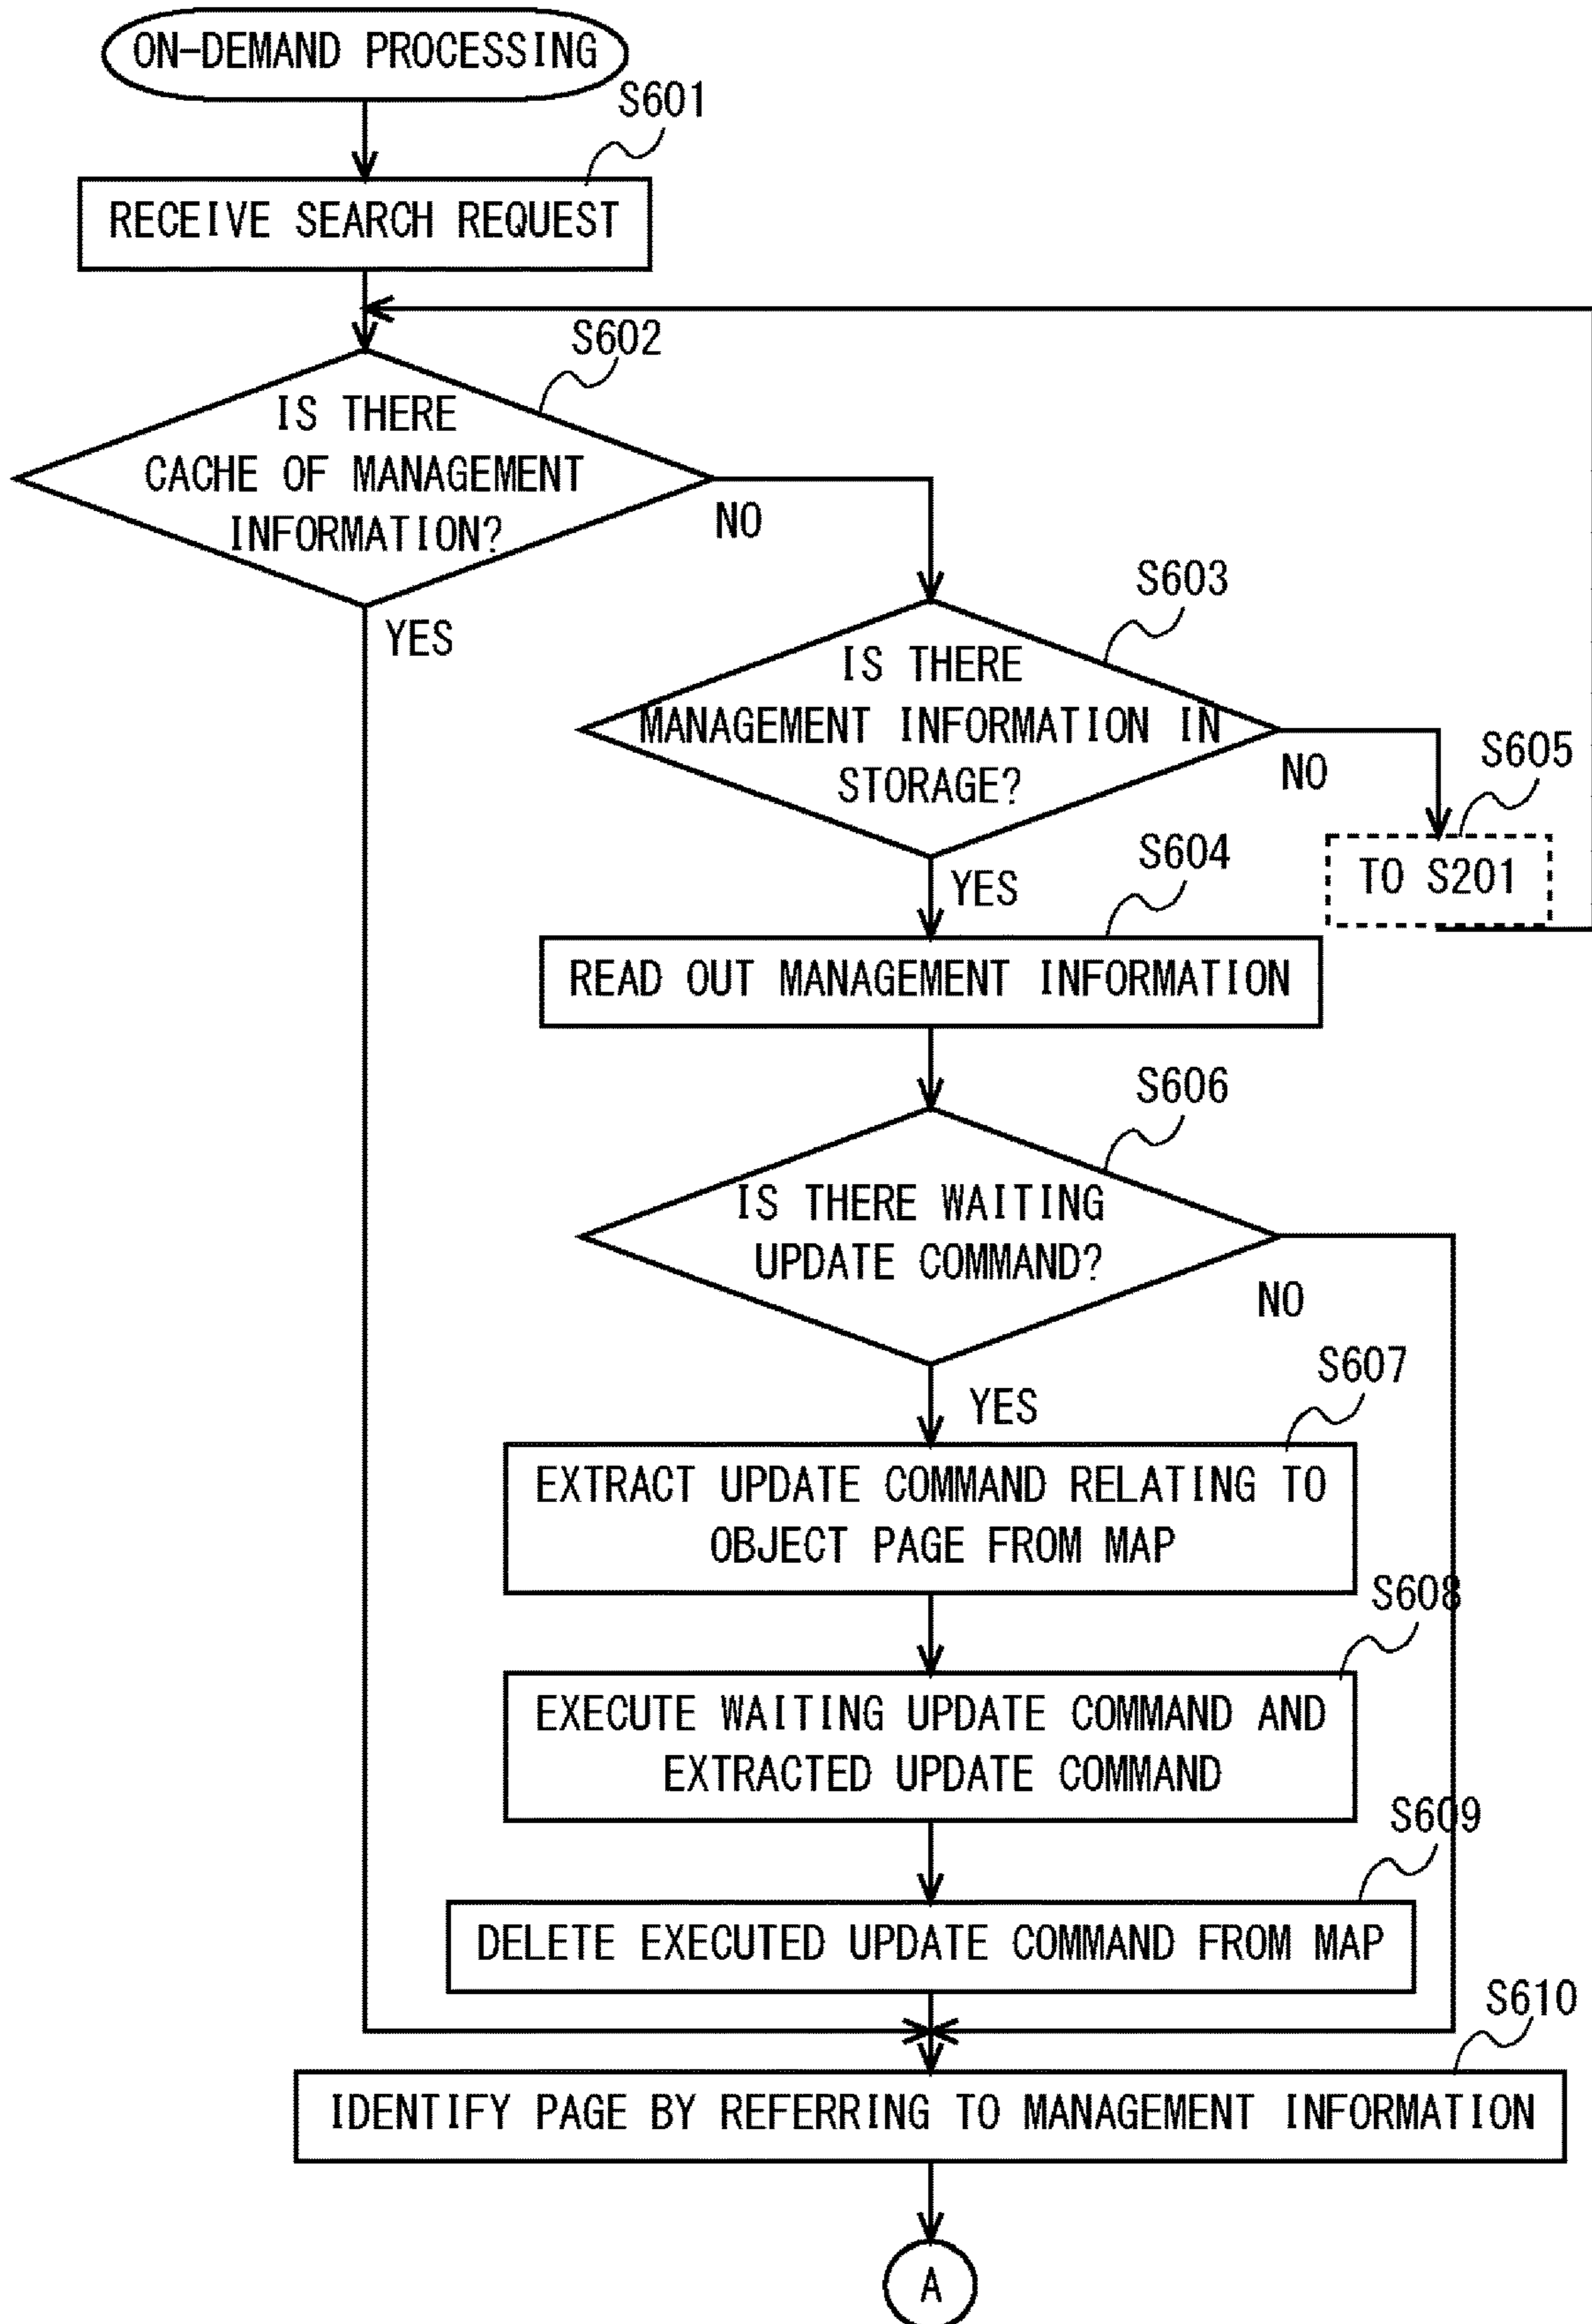 ON-DEMAND PROCESSING
S601
RECEIVE SEARCH REQUEST
S602
IS THERE
CACHE OF MANAGEMENT
INFORMATION?
NO
YES
S603
IS THERE
MANAGEMENT INFORMATION IN
STORAGE?
NO
S605
TO S201
YES
S604
READ OUT MANAGEMENT INFORMATION
S606
IS THERE WAITING
UPDATE COMMAND?
NO
YES
S607
EXTRACT UPDATE COMMAND RELATING TO
OBJECT PAGE FROM MAP
S608
EXECUTE WAITING UPDATE COMMAND AND
EXTRACTED UPDATE COMMAND
S609
DELETE EXECUTED UPDATE COMMAND FROM MAP
S610
IDENTIFY PAGE BY REFERRING TO MANAGEMENT INFORMATION
A